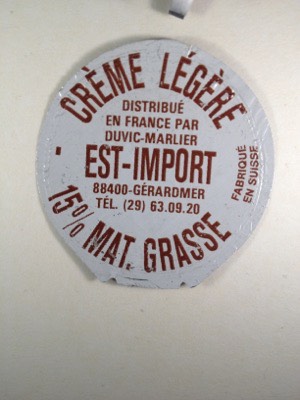 CRÈME LÉGÈRE
DISTRIBUÉ
EN FRANCE PAR
DUVIC-MARLIER
EST-IMPORT
88400-GÉRARDMER
TÉL. (29) 63.09.20
FABRIQUÉ
EN SUISSE
15% MAT. GRASSE